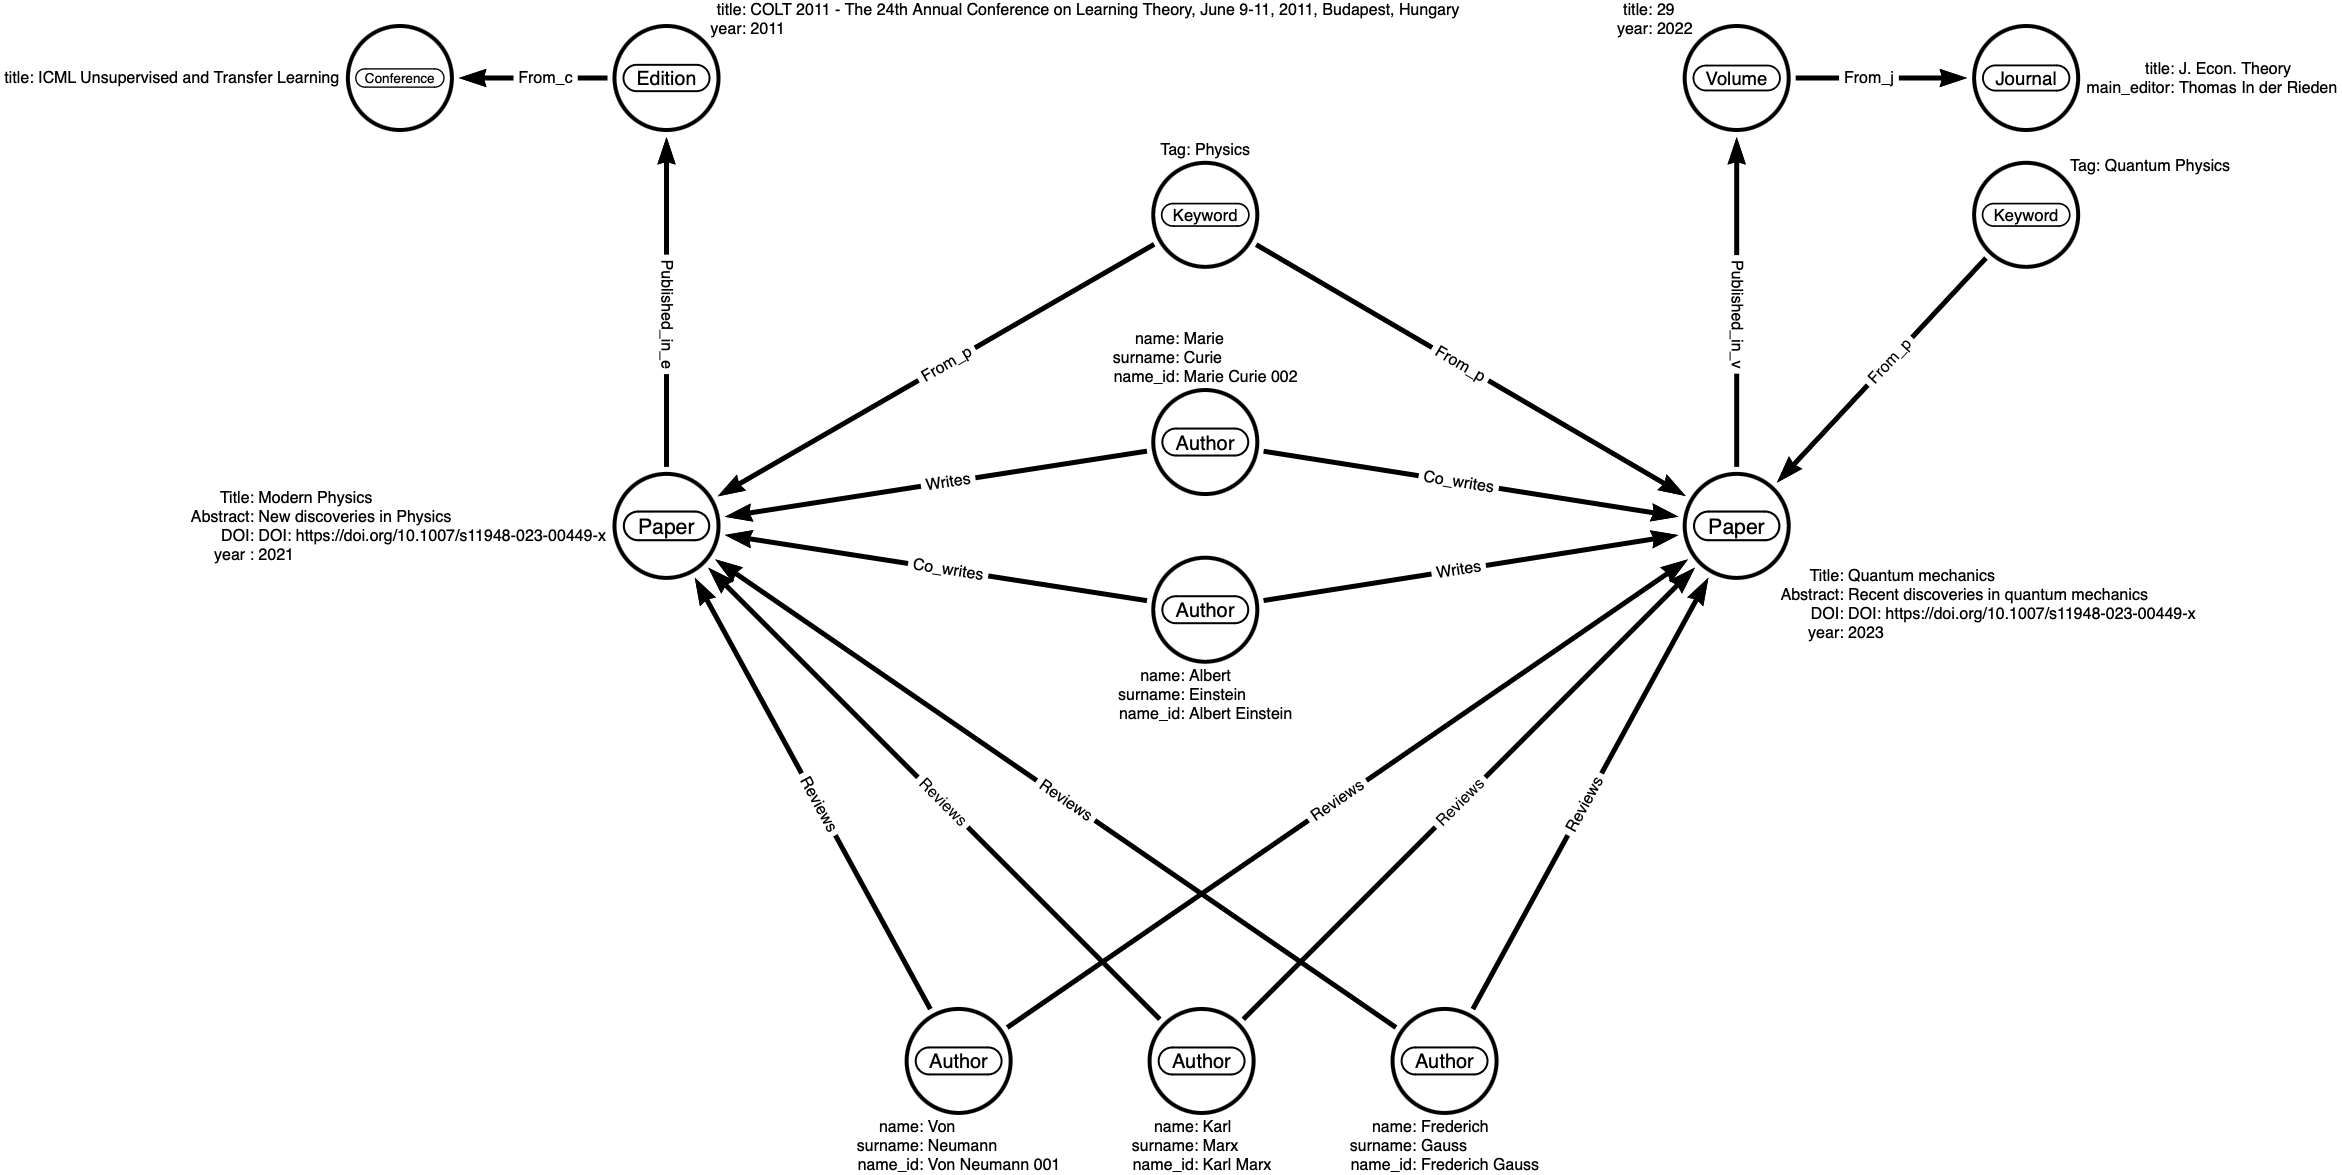 title: COLT 2011 - The 24th Annual Conference on Learning Theory, June 9-11, 2011, Budapest, Hungary
year: 2011
title: 29
year: 2022
title: ICML Unsupervised and Transfer Learning
Conference
From_c
Edition
Volume
From_j
Journal
title: J. Econ. Theory
main_editor: Thomas In der Rieden
Tag: Physics
Keyword
Tag: Quantum Physics
Keyword
Published_in_e
From_p
From_p
Published_in_v
From_p
name: Marie
surname: Curie
name_id: Marie Curie 002
Author
Writes
Co_writes
Title: Modern Physics
Abstract: New discoveries in Physics
DOI: DOI: https://doi.org/10.1007/s11948-023-00449-x
year : 2021
Paper
Paper
Co_writes
Writes
Author
name: Albert
surname: Einstein
name_id: Albert Einstein
Title: Quantum mechanics
Abstract: Recent discoveries in quantum mechanics
DOI: DOI: https://doi.org/10.1007/s11948-023-00449-x
year: 2023
Reviews
Reviews
Reviews
Reviews
Reviews
Reviews
Author
Author
Author
name: Von
surname: Neumann
name_id: Von Neumann 001
name: Karl
surname: Marx
name_id: Karl Marx
name: Frederich
surname: Gauss
name_id: Frederich Gauss